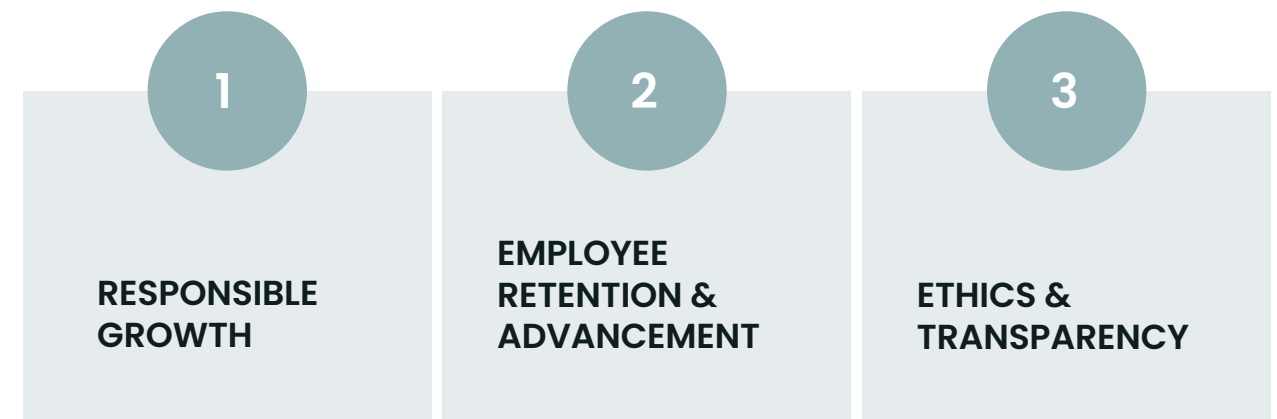 1
RESPONSIBLE
GROWTH
2
EMPLOYEE
RETENTION &
ADVANCEMENT
3
ETHICS &
TRANSPARENCY